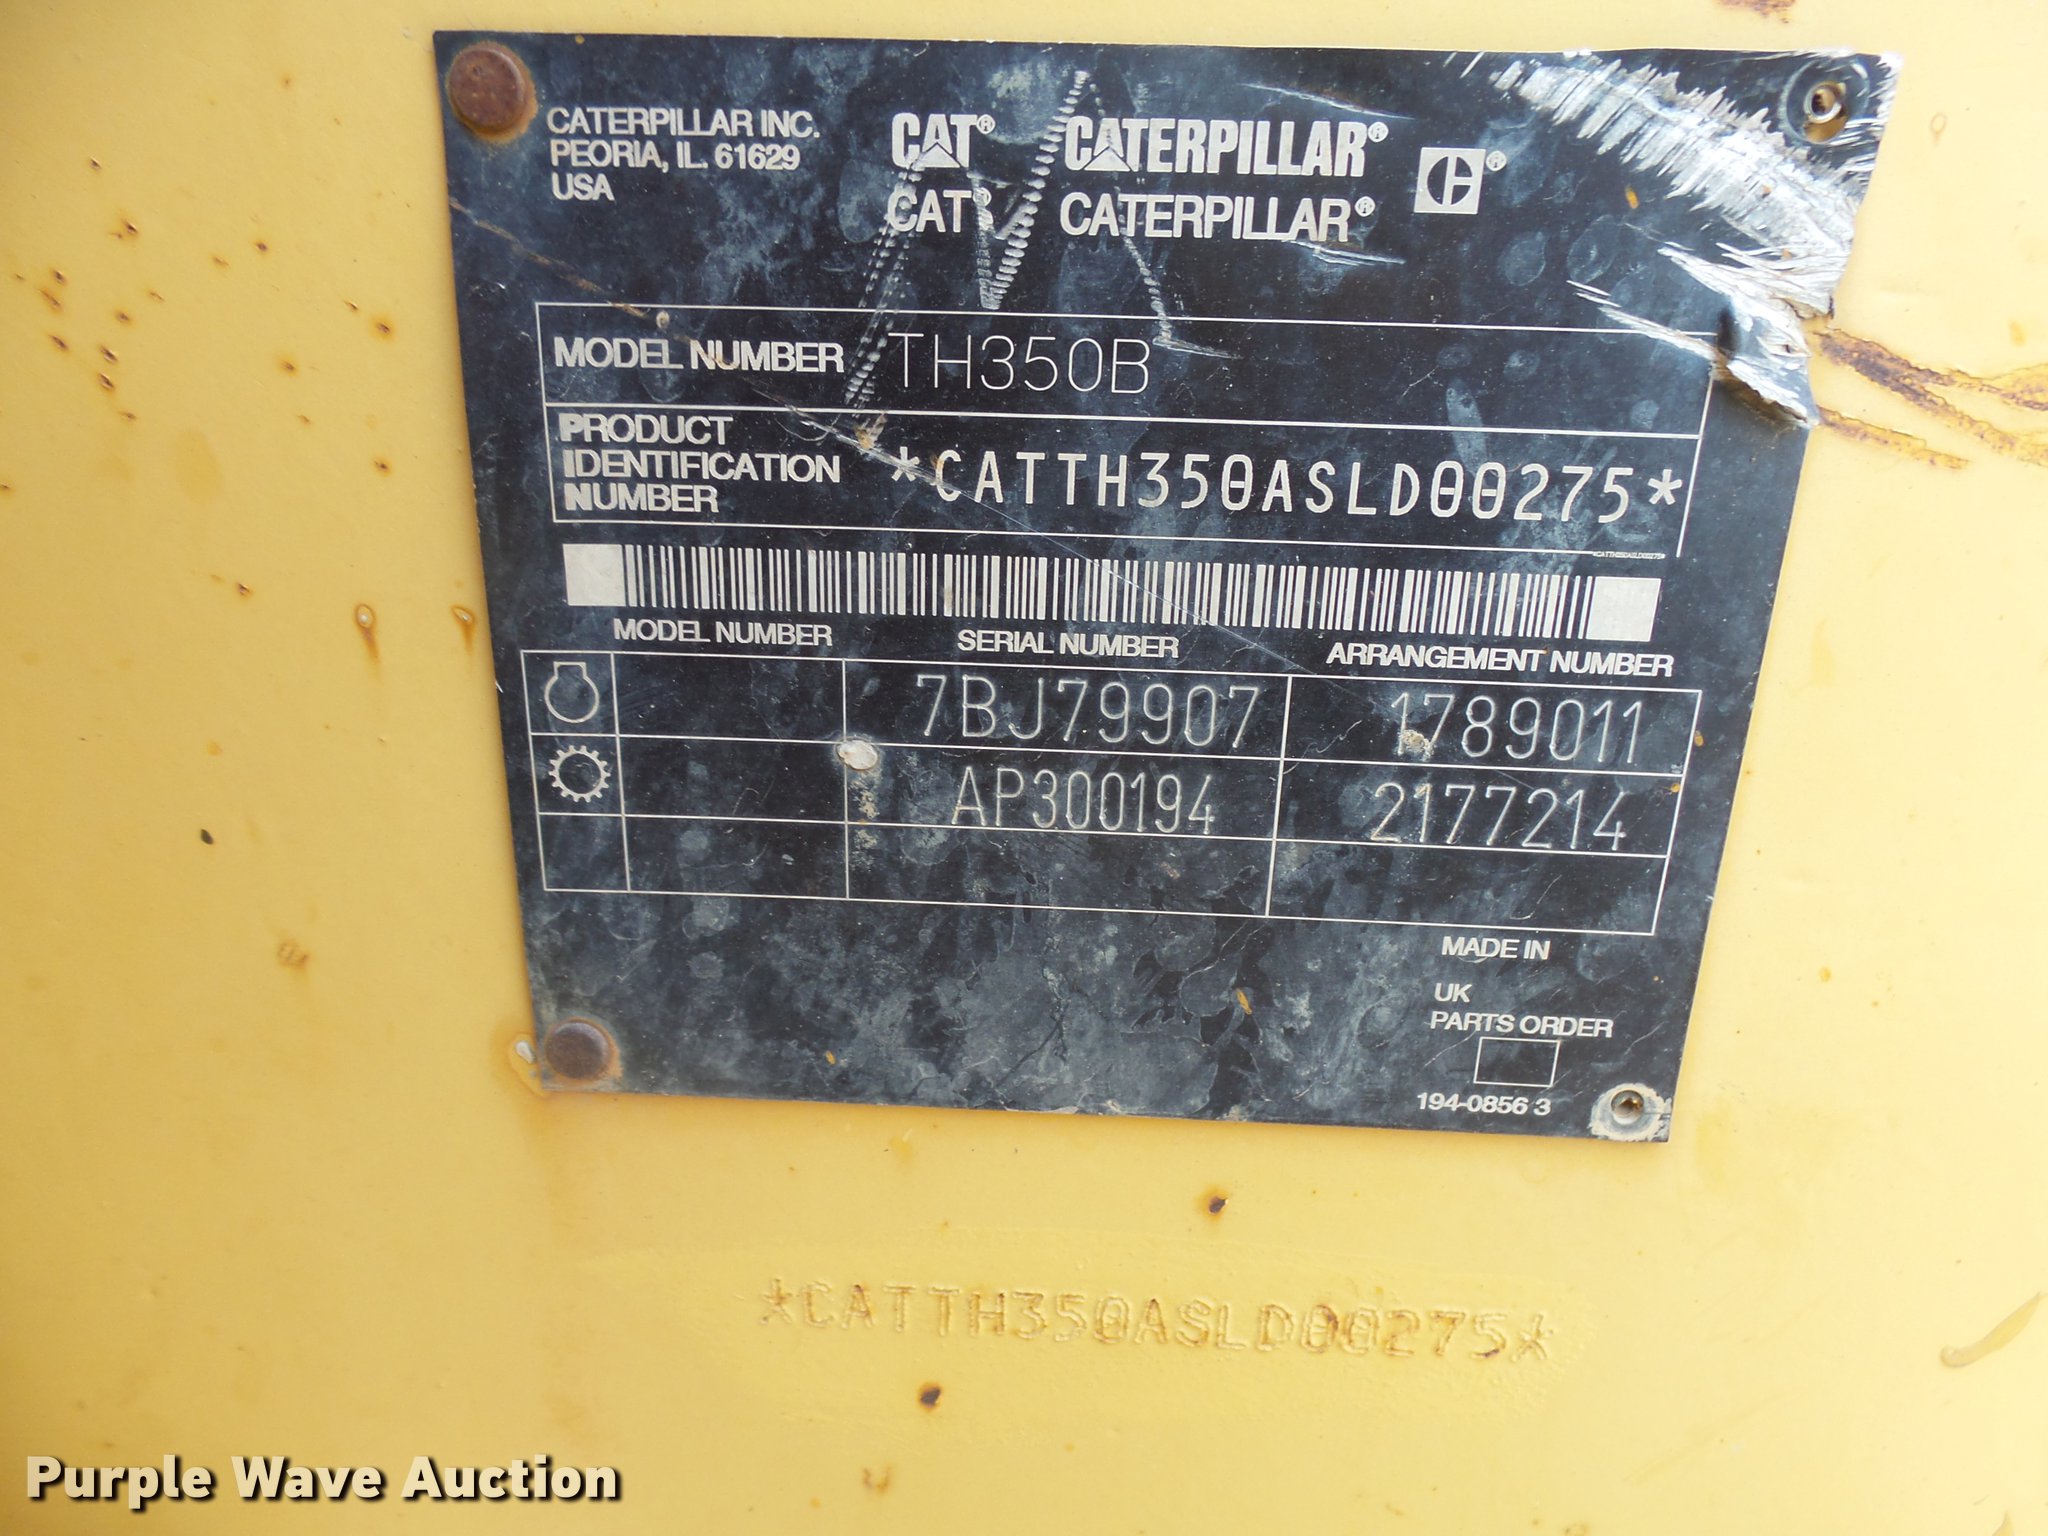 CATERPILLAR INC.
PEORIA, IL. 61629
USA
CAT® CATERPILLAR® ®
CAT® CATERPILLAR®
MODEL NUMBER TH350B
PRODUCT
IDENTIFICATION
NUMBER
*CATTH350ASLD00275*
*CATTH350ASLD00275*
MODEL NUMBER SERIAL NUMBER ARRANGEMENT NUMBER
7BJ79907 1789011
AP300194 2177214
MADE IN
UK
PARTS ORDER
194-0856 3
*CATTH350ASLD00275*
Purple Wave Auction